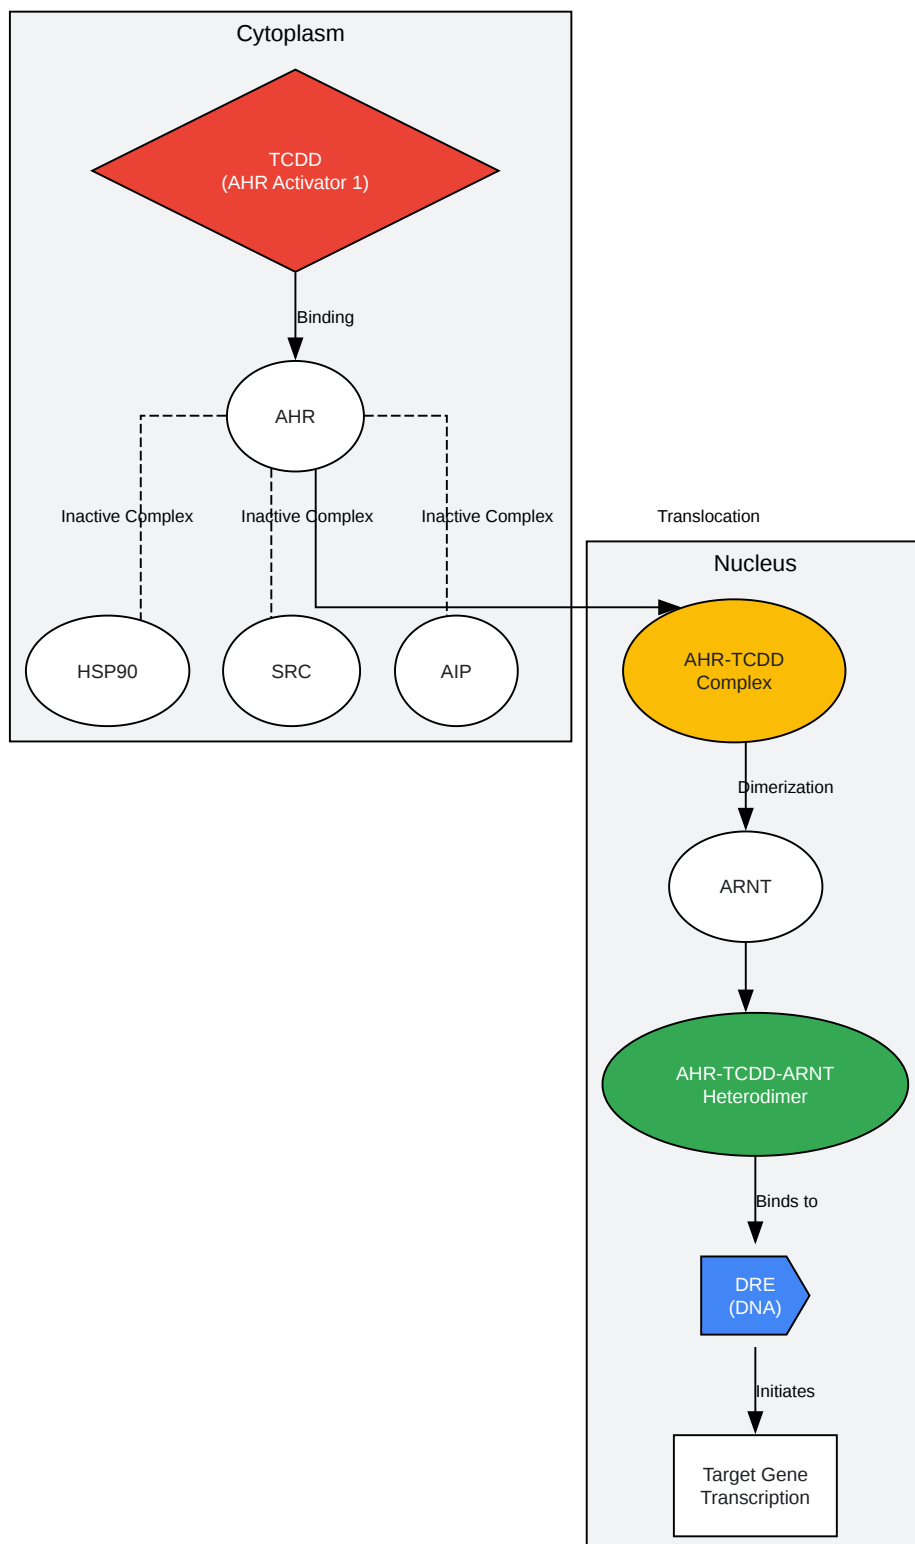 Cytoplasm
TCDD
(AHR Activator 1)
Binding
AHR
Inactive Complex
Inactive Complex
Inactive Complex
Translocation
HSP90
SRC
AIP
Nucleus
AHR-TCDD
Complex
Dimerization
ARNT
AHR-TCDD-ARNT
Heterodimer
Binds to
DRE
(DNA)
Initiates
Target Gene
Transcription